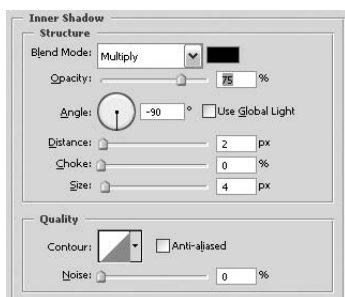 Inner Shadow
Structure
Blend Mode: Multiply
Opacity: 75 %
Angle: -90 ° Use Global Light
Distance: 2 px
Choke: 0 %
Size: 4 px
Quality
Contour: Anti-aliased
Noise: 0 %